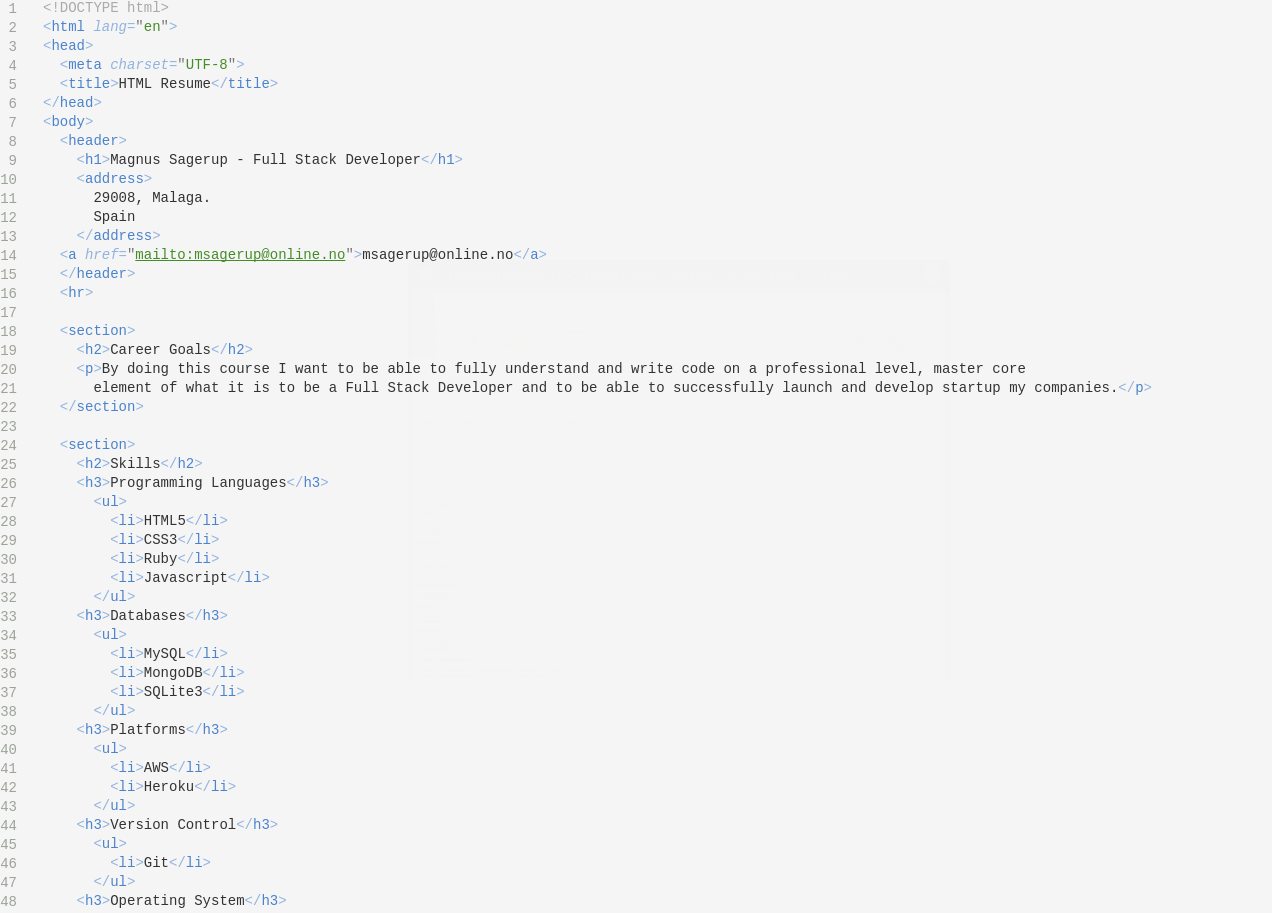 1 <!DOCTYPE html>
2 <html lang="en">
3 <head>
4   <meta charset="UTF-8">
5   <title>HTML Resume</title>
6 </head>
7 <body>
8   <header>
9     <h1>Magnus Sagerup - Full Stack Developer</h1>
10     <address>
11       29008, Malaga.
12       Spain
13     </address>
14   <a href="mailto:msagerup@online.no">msagerup@online.no</a>
15   </header>
16   <hr>
17
18   <section>
19     <h2>Career Goals</h2>
20     <p>By doing this course I want to be able to fully understand and write code on a professional level, master core
21       element of what it is to be a Full Stack Developer and to be able to successfully launch and develop startup my companies.</p>
22   </section>
23
24   <section>
25     <h2>Skills</h2>
26     <h3>Programming Languages</h3>
27       <ul>
28         <li>HTML5</li>
29         <li>CSS3</li>
30         <li>Ruby</li>
31         <li>Javascript</li>
32       </ul>
33     <h3>Databases</h3>
34       <ul>
35         <li>MySQL</li>
36         <li>MongoDB</li>
37         <li>SQLite3</li>
38       </ul>
39     <h3>Platforms</h3>
40       <ul>
41         <li>AWS</li>
42         <li>Heroku</li>
43       </ul>
44     <h3>Version Control</h3>
45       <ul>
46         <li>Git</li>
47       </ul>
48     <h3>Operating System</h3>